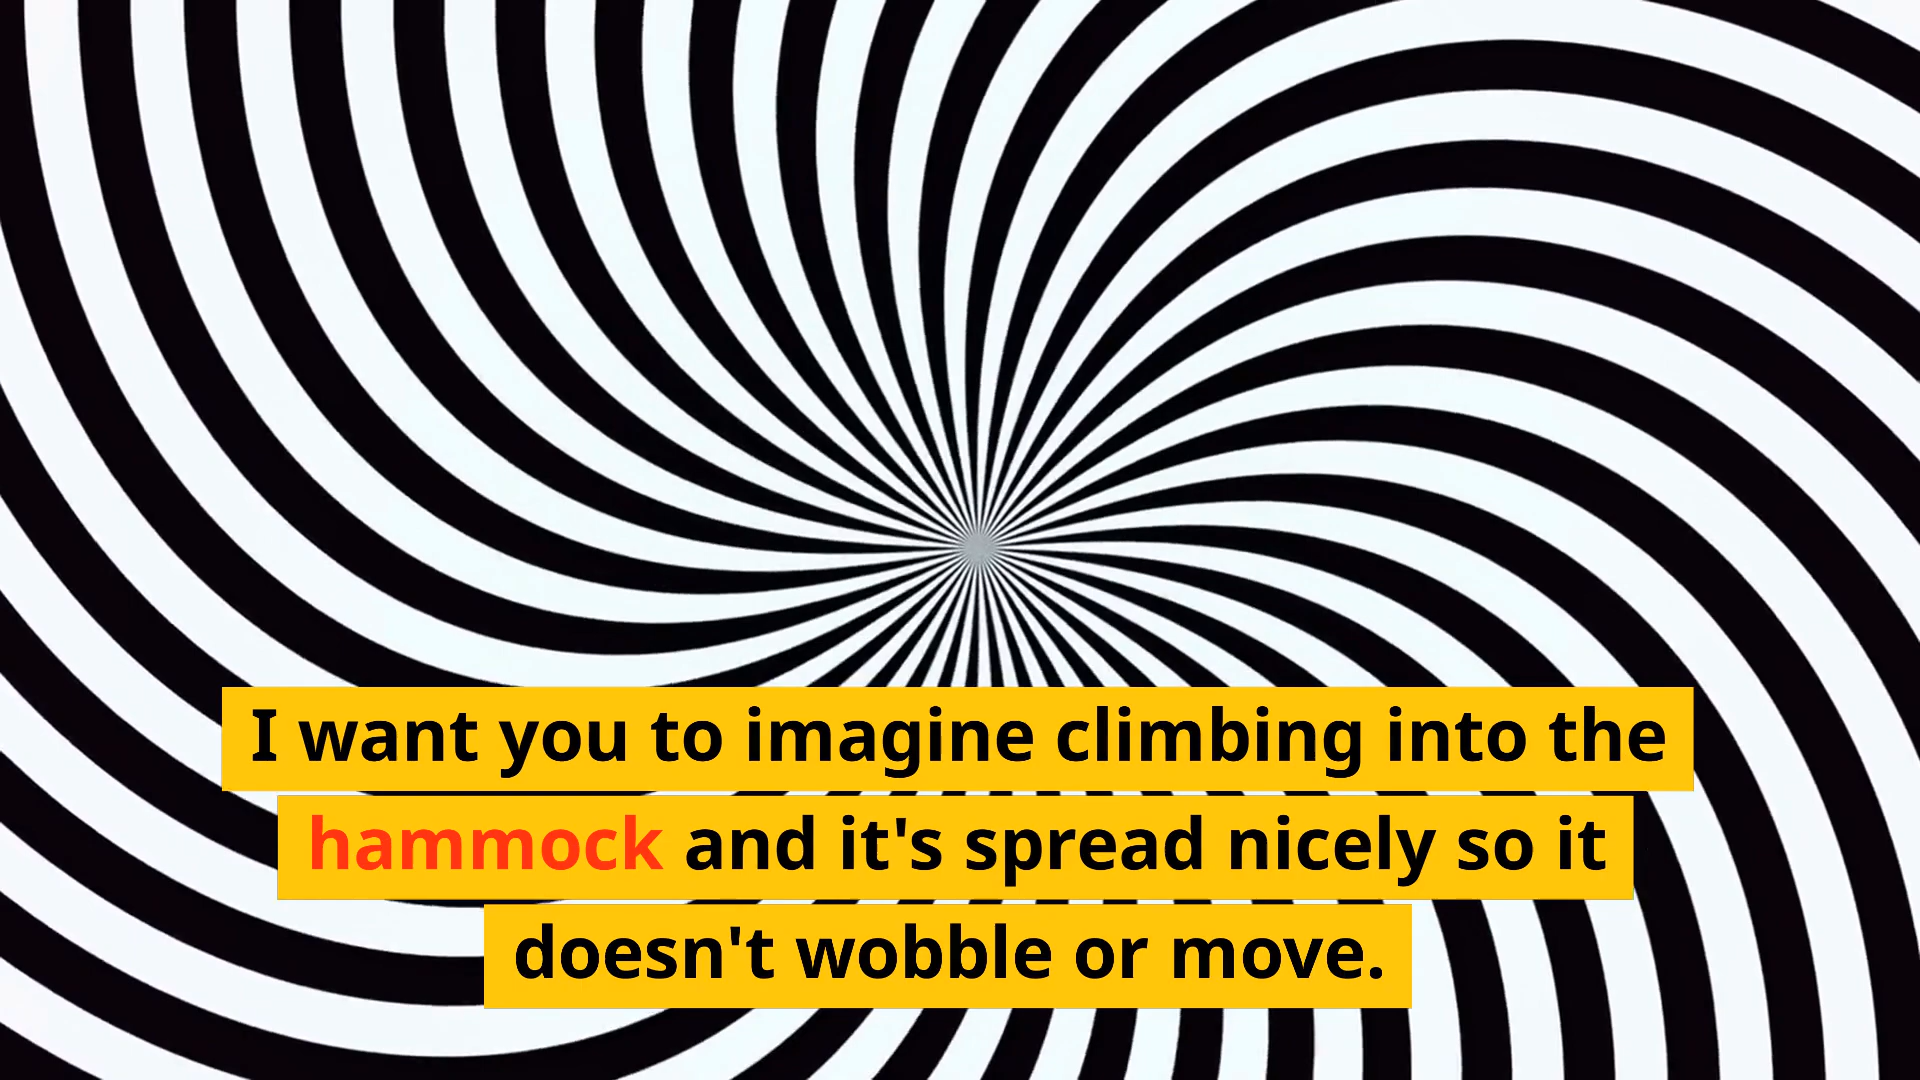 I want you to imagine climbing into the
hammock and it's spread nicely so it
doesn't wobble or move.